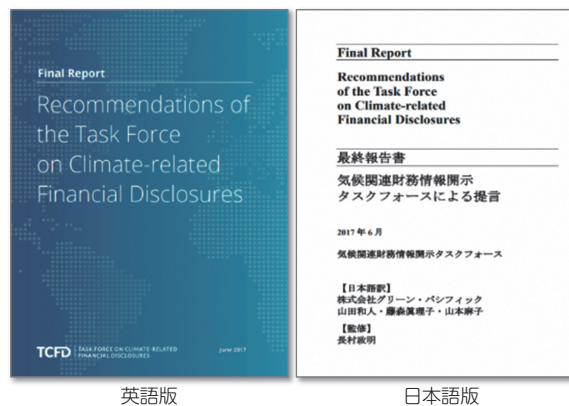 Final Report
Recommendations of
the Task Force
on Climate-related
Financial Disclosures
TCFD
TASK FORCE ON CLIMATE-RELATED
FINANCIAL DISCLOSURES
June 2017
英語版
Final Report
Recommendations
of the Task Force
on Climate-related
Financial Disclosures
最終報告書
気候関連財務情報開示
タスクフォースによる提言
2017 年 6 月
気候関連財務情報開示タスクフォース
【日本語訳】
株式会社グリーン・パシフィック
山田和人・藤森眞理子・山本麻子
【監修】
長村政明
日本語版